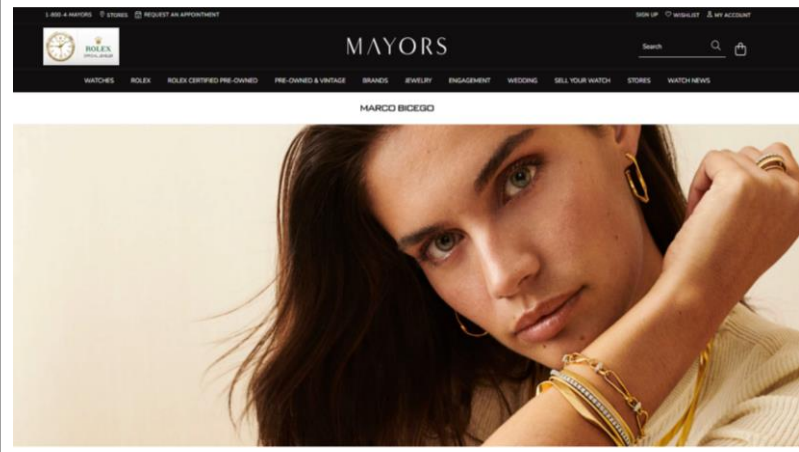 1-800-4-MAYORS STORES REQUEST AN APPOINTMENT SIGN UP WISHLIST MY ACCOUNT
ROLEX
MAYORS
Search
WATCHES ROLEX ROLEX CERTIFIED PRE-OWNED PRE-OWNED & VINTAGE BRANDS JEWELRY ENGAGEMENT WEDDING SELL YOUR WATCH STORES WATCH NEWS
MARCO BICEGO